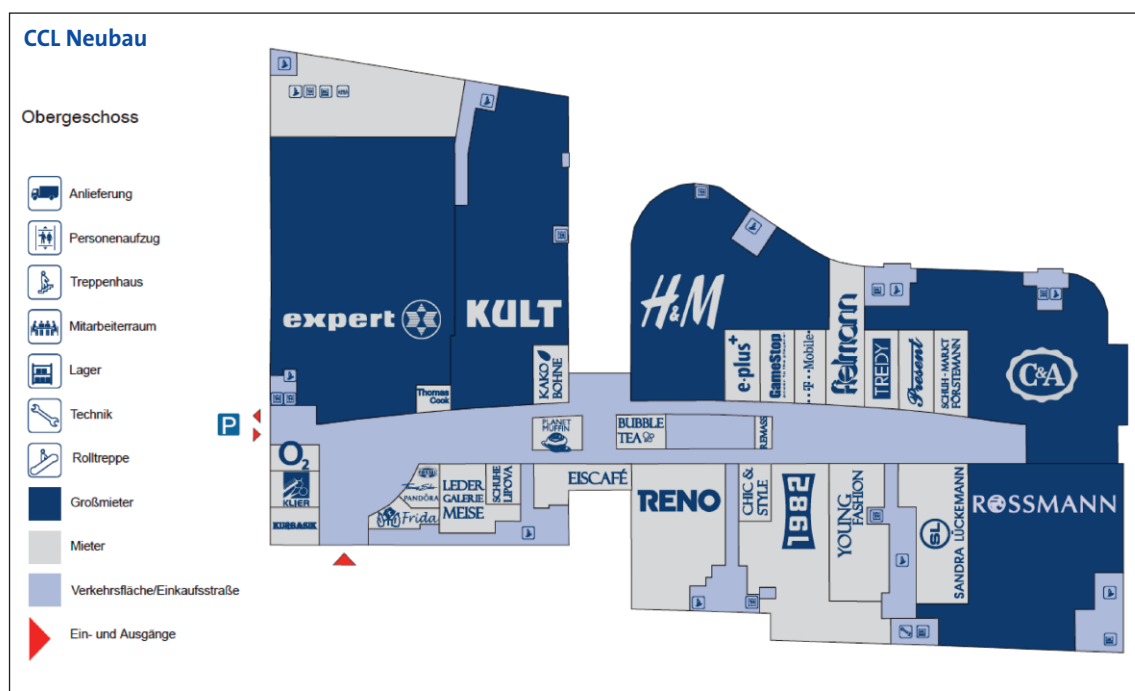 CCL Neubau
Obergeschoss
Anlieferung
Personenaufzug
Treppenhaus
Mitarbeiterraum
Lager
Technik
Rolltreppe
Großmieter
Mieter
Verkehrsfläche/Einkaufsstraße
Ein- und Ausgänge
expert
KULT
H&M
Thomas
Cook
KAKO
BOHNE
e·plus+
GameStop
··T··Mobile·
fielmann
TREDY
Present
SCHUH-MARKT
FÖRSTEMANN
C&A
P
PLANET
MUFFIN
BUBBLE
TEA
REMASS
O2
KLIER
KURBASIK
PANDÖRA
Frida
LEDER
GALERIE
MEISE
SCHUHE
LIPOVA
EISCAFÉ
RENO
CHIC &
STYLE
1982
YOUNG
FASHION
SL
SANDRA LÜCKEMANN
ROSSMANN